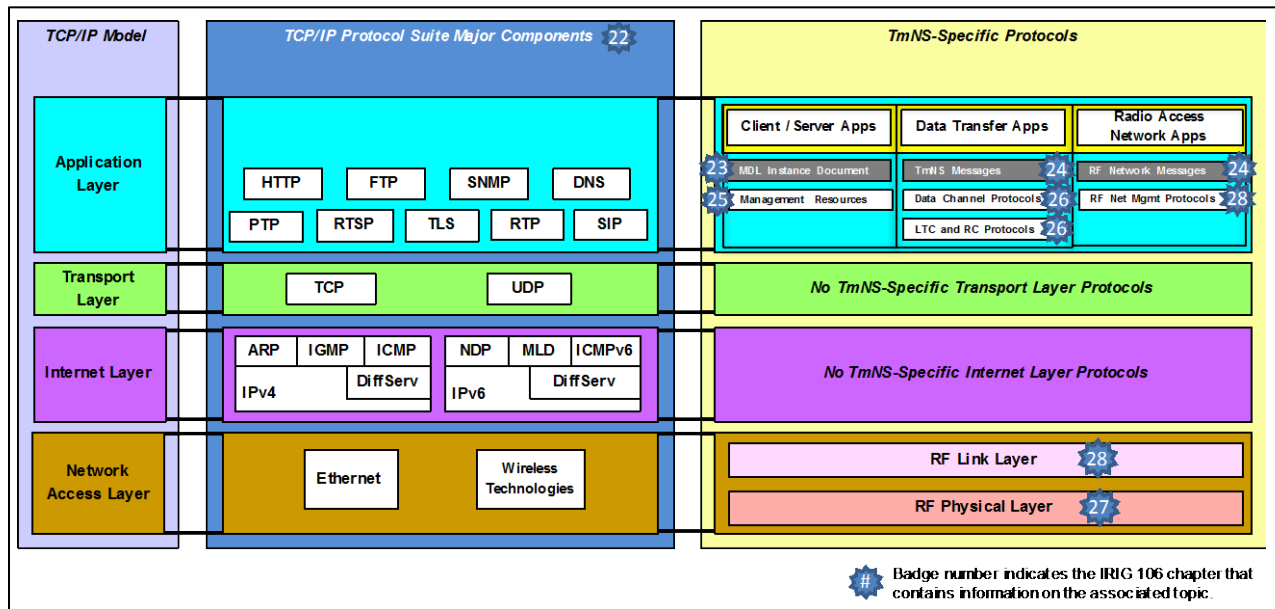 TCP/IP Model
TCP/IP Protocol Suite Major Components 22
TmNS-Specific Protocols
Application
Layer
HTTP FTP SNMP DNS
PTP RTSP TLS RTP SIP
Client / Server Apps
Data Transfer Apps
Radio Access
Network Apps
23 MDL Instance Document
TmNS Messages 24
RF Network Messages 24
25 Management Resources
Data Channel Protocols 26
RF Net Mgmt Protocols 28
LTC and RC Protocols 26
Transport
Layer
TCP UDP
No TmNS-Specific Transport Layer Protocols
Internet Layer
ARP IGMP ICMP
DiffServ
IPv4
NDP MLD ICMPv6
DiffServ
IPv6
No TmNS-Specific Internet Layer Protocols
Network
Access Layer
Ethernet
Wireless
Technologies
RF Link Layer 28
RF Physical Layer 27
# Badge number indicates the IRIG 106 chapter that
contains information on the associated topic.